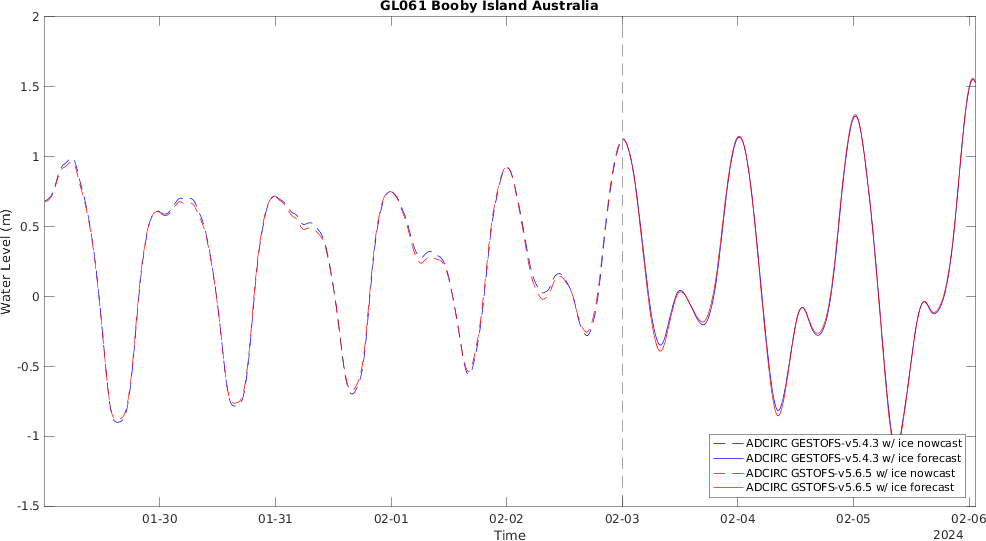 GL061 Booby Island Australia
2
1.5
1
0.5
0
-0.5
-1
-1.5
Water Level (m)
01-30
01-31
02-01
02-02
02-03
02-04
02-05
02-06
Time
2024
ADCIRC GESTOFS-v5.4.3 w/ ice nowcast
ADCIRC GESTOFS-v5.4.3 w/ ice forecast
ADCIRC GSTOFS-v5.6.5 w/ ice nowcast
ADCIRC GSTOFS-v5.6.5 w/ ice forecast